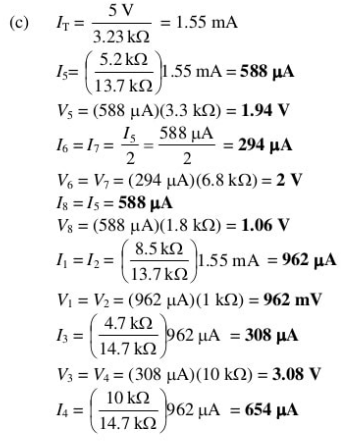 (c) I_T = 5 V / 3.23 kΩ = 1.55 mA
I_5= (5.2 kΩ / 13.7 kΩ)1.55 mA = 588 μA
V_5 = (588 μA)(3.3 kΩ) = 1.94 V
I_6 = I_7 = I_5 / 2 = 588 μA / 2 = 294 μA
V_6 = V_7 = (294 μA)(6.8 kΩ) = 2 V
I_8 = I_5 = 588 μA
V_8 = (588 μA)(1.8 kΩ) = 1.06 V
I_1 = I_2 = (8.5 kΩ / 13.7 kΩ)1.55 mA = 962 μA
V_1 = V_2 = (962 μA)(1 kΩ) = 962 mV
I_3 = (4.7 kΩ / 14.7 kΩ)962 μA = 308 μA
V_3 = V_4 = (308 μA)(10 kΩ) = 3.08 V
I_4 = (10 kΩ / 14.7 kΩ)962 μA = 654 μA